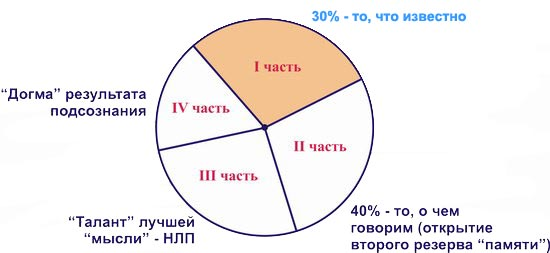 30% - то, что известно
I часть
“Догма” результата
подсознания
IV часть
II часть
III часть
“Талант” лучшей
“мысли” - НЛП
40% - то, о чем
говорим (открытие
второго резерва “памяти”)